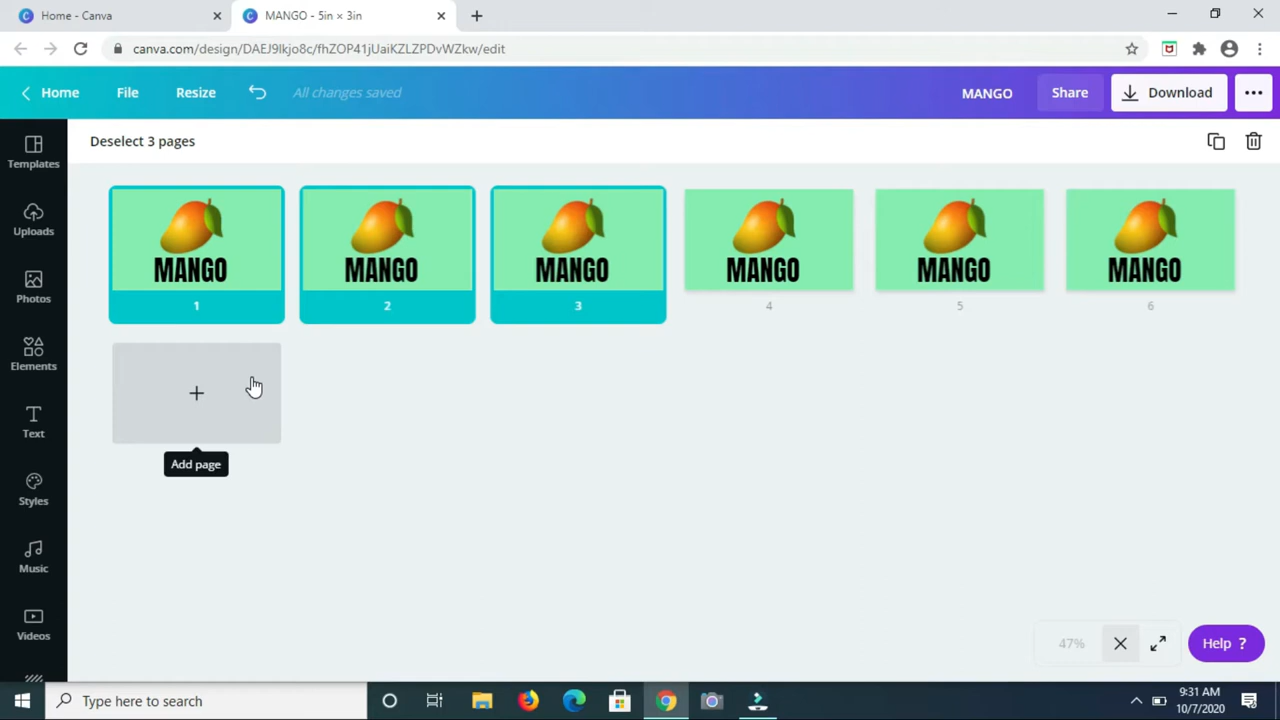 Home - Canva
MANGO - 5in × 3in
canva.com/design/DAEJ9Ikjo8c/fhZOP41jUaiKZLZPDvWZkw/edit
Home
File
Resize
All changes saved
MANGO
Share
Download
Deselect 3 pages
Templates
Uploads
Photos
Elements
Text
Styles
Music
Videos
MANGO
1
MANGO
2
MANGO
3
MANGO
4
MANGO
5
MANGO
6
Add page
47%
Help ?
Type here to search
9:31 AM
10/7/2020